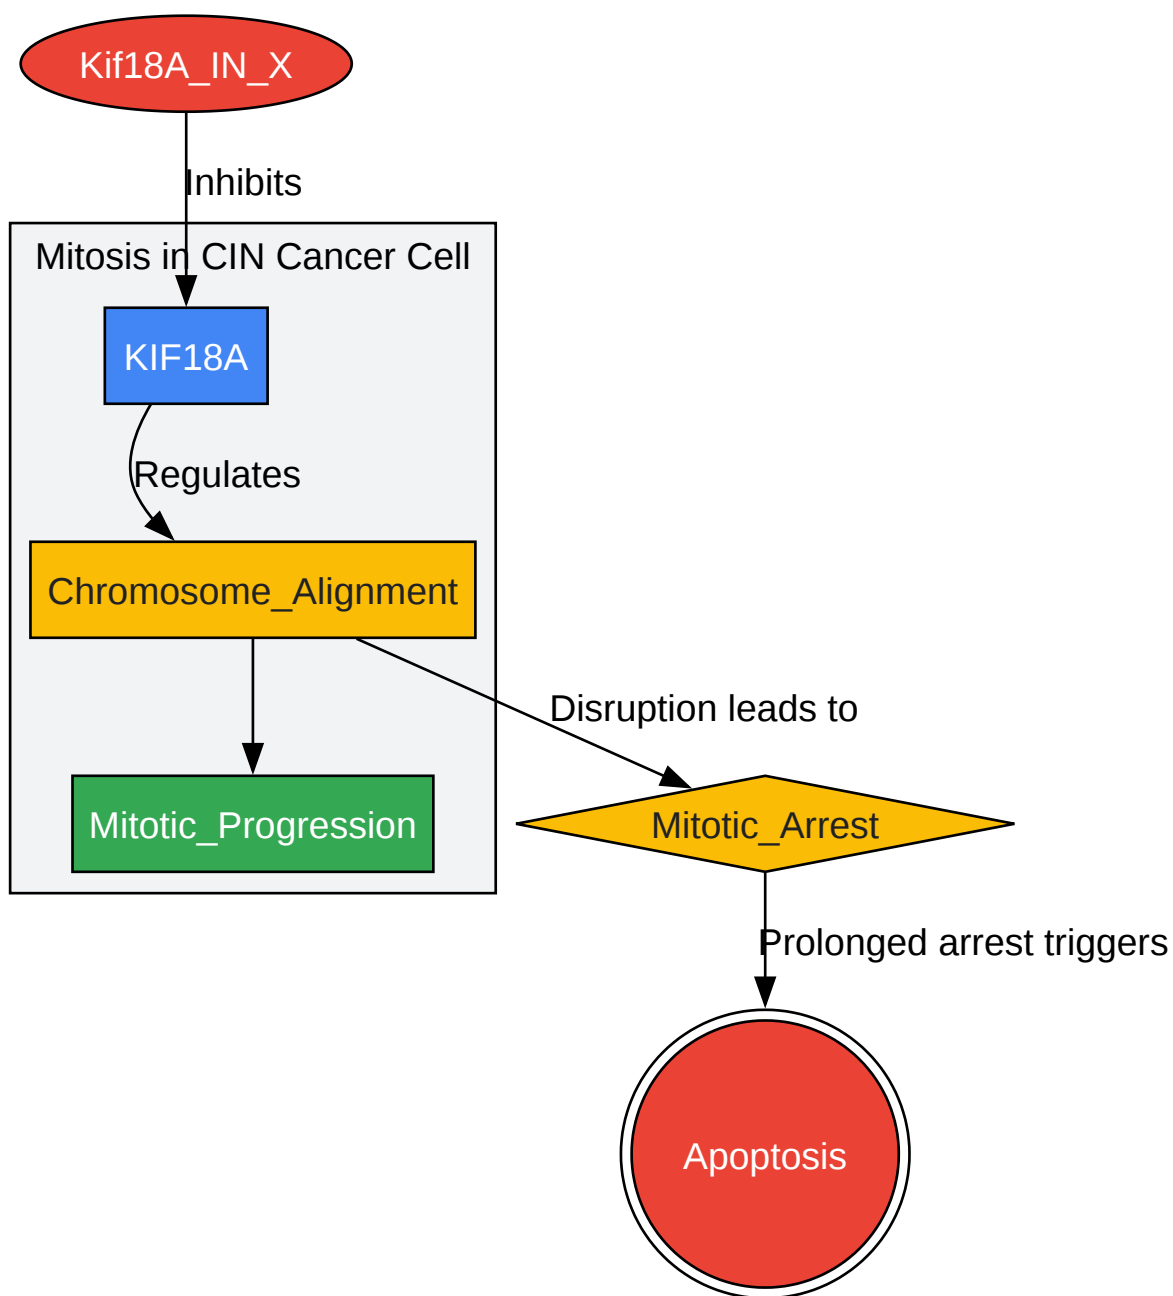 Kif18A_IN_X
Inhibits
Mitosis in CIN Cancer Cell
KIF18A
Regulates
Chromosome_Alignment
Disruption leads to
Mitotic_Progression
Mitotic_Arrest
Prolonged arrest triggers
Apoptosis